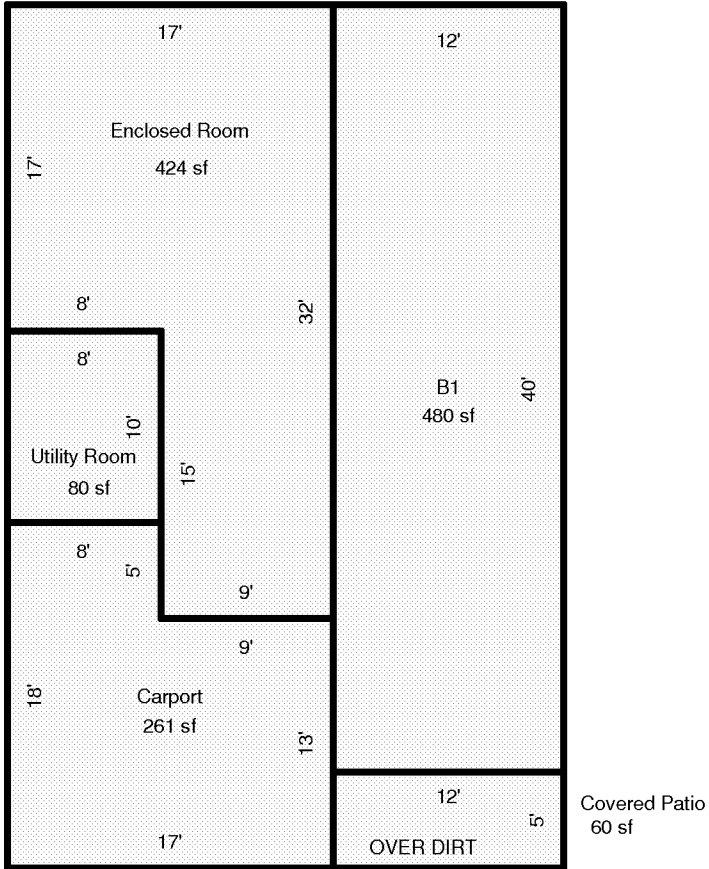 17'
12'
Enclosed Room
424 sf
17'
32'
8'
8'
B1
480 sf
40'
10'
Utility Room
80 sf
15'
8'
5'
9'
9'
18'
Carport
261 sf
13'
17'
12'
5'
OVER DIRT
Covered Patio
60 sf